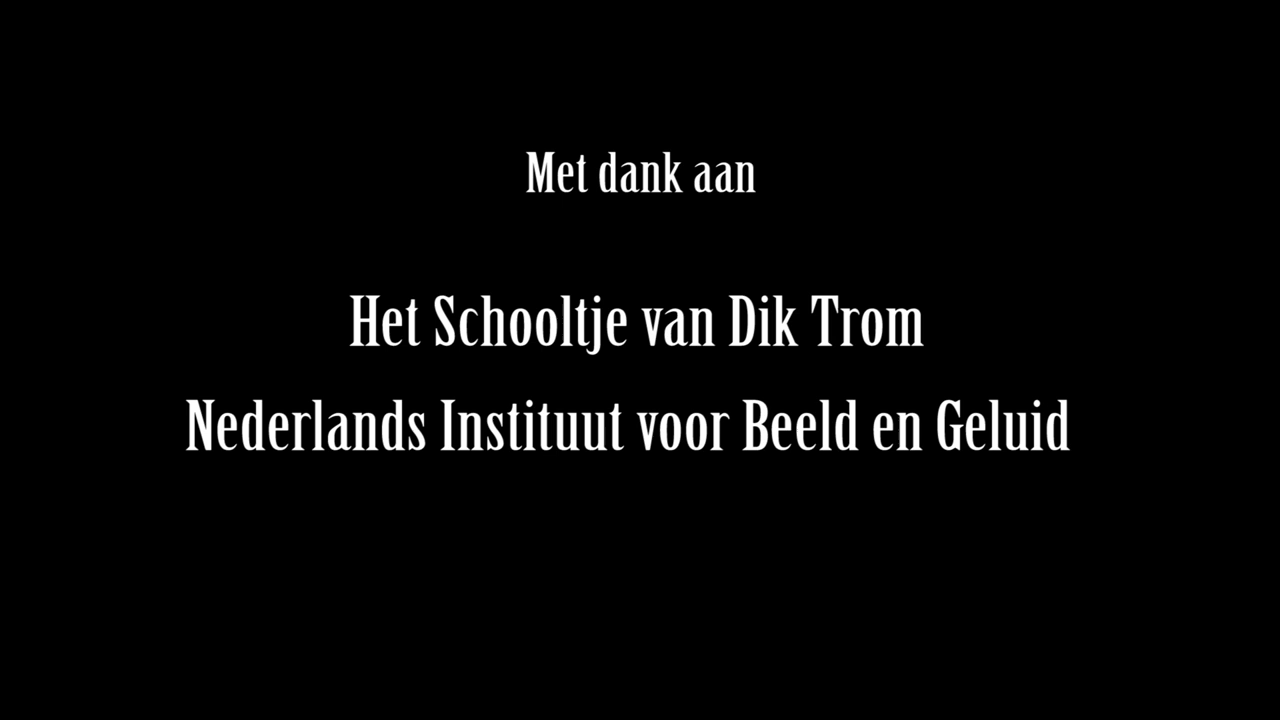 Met dank aan
Het Schooltje van Dik Trom
Nederlands Instituut voor Beeld en Geluid